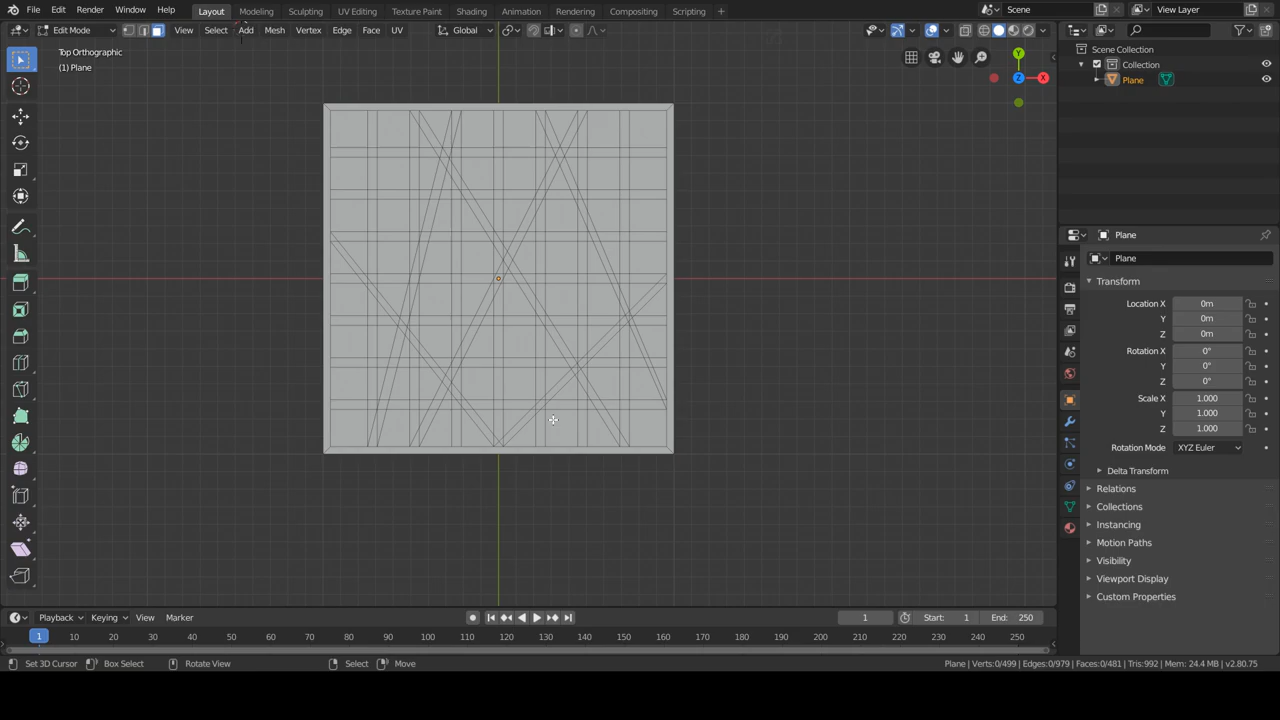 File Edit Render Window Help Layout Modeling Sculpting UV Editing Texture Paint Shading Animation Rendering Compositing Scripting Scene View Layer
Edit Mode View Select Add Mesh Vertex Edge Face UV Global
Top Orthographic
(1) Plane
Y
Z
X
Scene Collection
Collection
Plane
Plane
Plane
Transform
Location X 0m
Y 0m
Z 0m
Rotation X 0°
Y 0°
Z 0°
Scale X 1.000
Y 1.000
Z 1.000
Rotation Mode XYZ Euler
Delta Transform
Relations
Collections
Instancing
Motion Paths
Visibility
Viewport Display
Custom Properties
Playback Keying View Marker 1 Start: 1 End: 250
1 10 20 30 40 50 60 70 80 90 100 110 120 130 140 150 160 170 180 190 200 210 220 230 240 250
Set 3D Cursor Box Select Rotate View Select Move Plane | Verts:0/499 | Edges:0/979 | Faces:0/481 | Tris:992 | Mem: 24.4 MB | v2.80.75